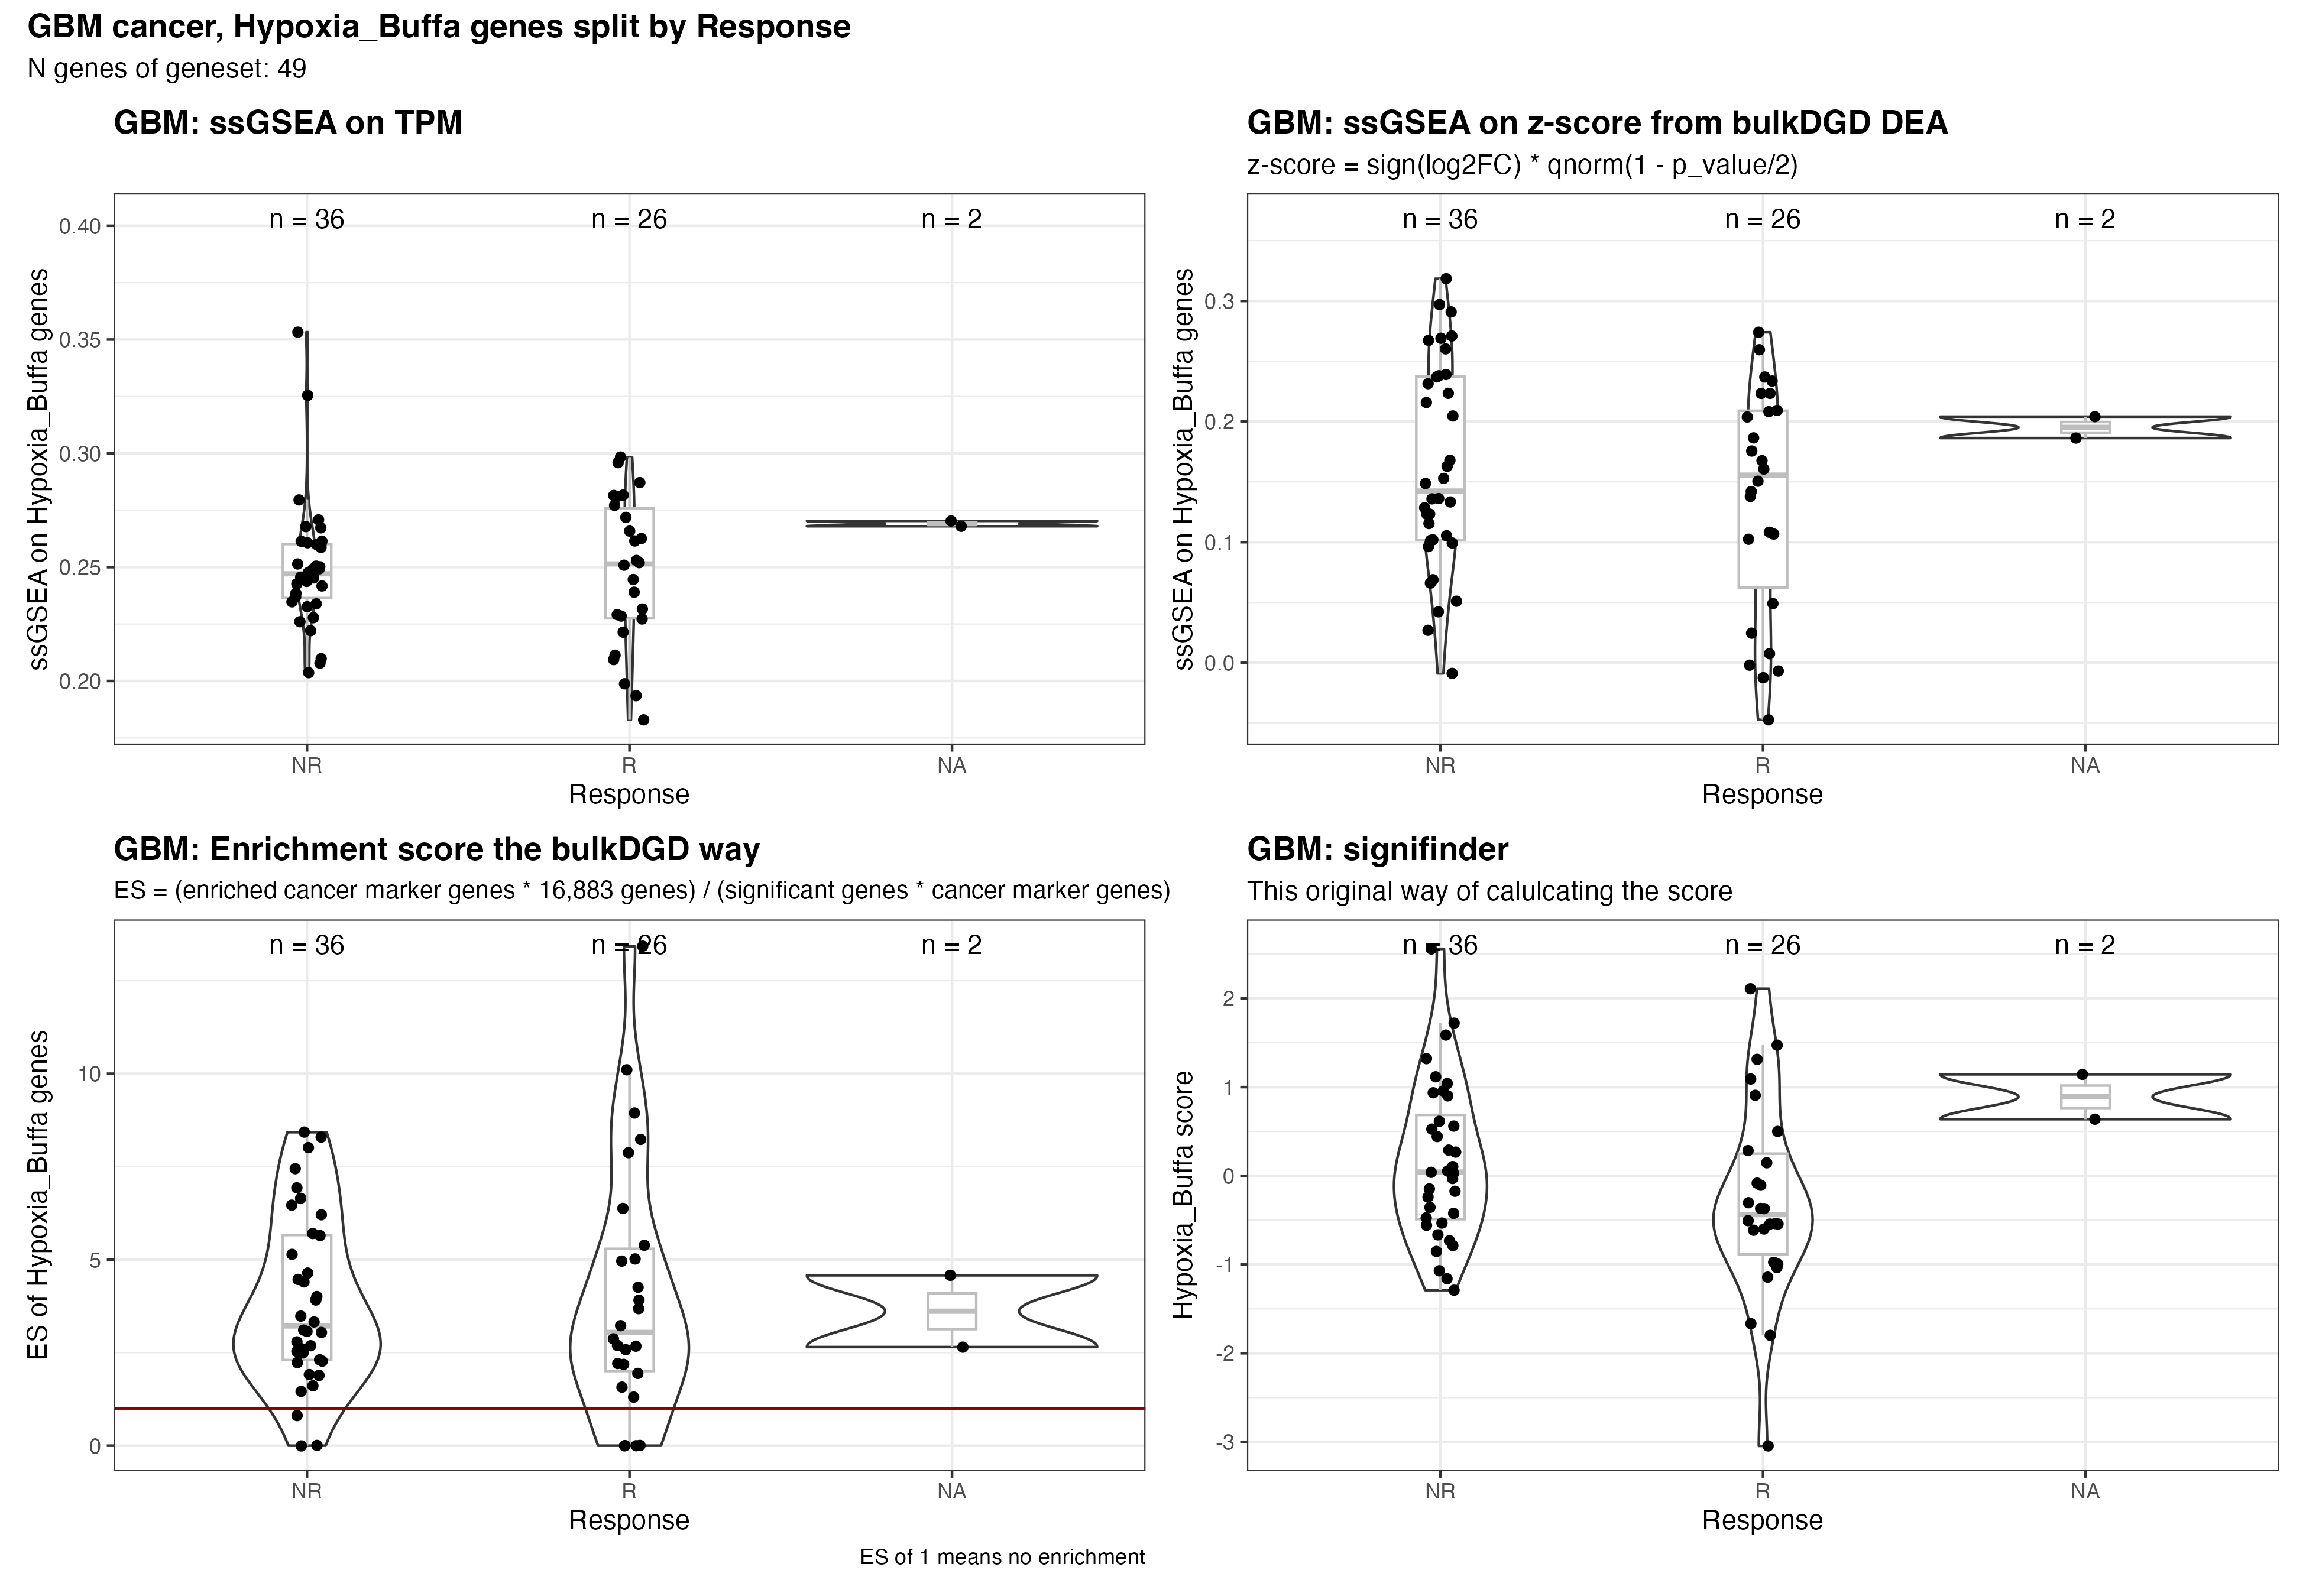 GBM cancer, Hypoxia_Buffa genes split by Response
N genes of geneset: 49
GBM: ssGSEA on TPM
ssGSEA on Hypoxia_Buffa genes
0.40
0.35
0.30
0.25
0.20
n = 36
n = 26
n = 2
NR
R
NA
Response
GBM: ssGSEA on z-score from bulkDGD DEA
z-score = sign(log2FC) * qnorm(1 - p_value/2)
ssGSEA on Hypoxia_Buffa genes
0.3
0.2
0.1
0.0
n = 36
n = 26
n = 2
NR
R
NA
Response
GBM: Enrichment score the bulkDGD way
ES = (enriched cancer marker genes * 16,883 genes) / (significant genes * cancer marker genes)
ES of Hypoxia_Buffa genes
10
5
0
n = 36
n = 26
n = 2
NR
R
NA
Response
ES of 1 means no enrichment
GBM: signifinder
This original way of calulcating the score
Hypoxia_Buffa score
2
1
0
-1
-2
-3
n = 36
n = 26
n = 2
NR
R
NA
Response